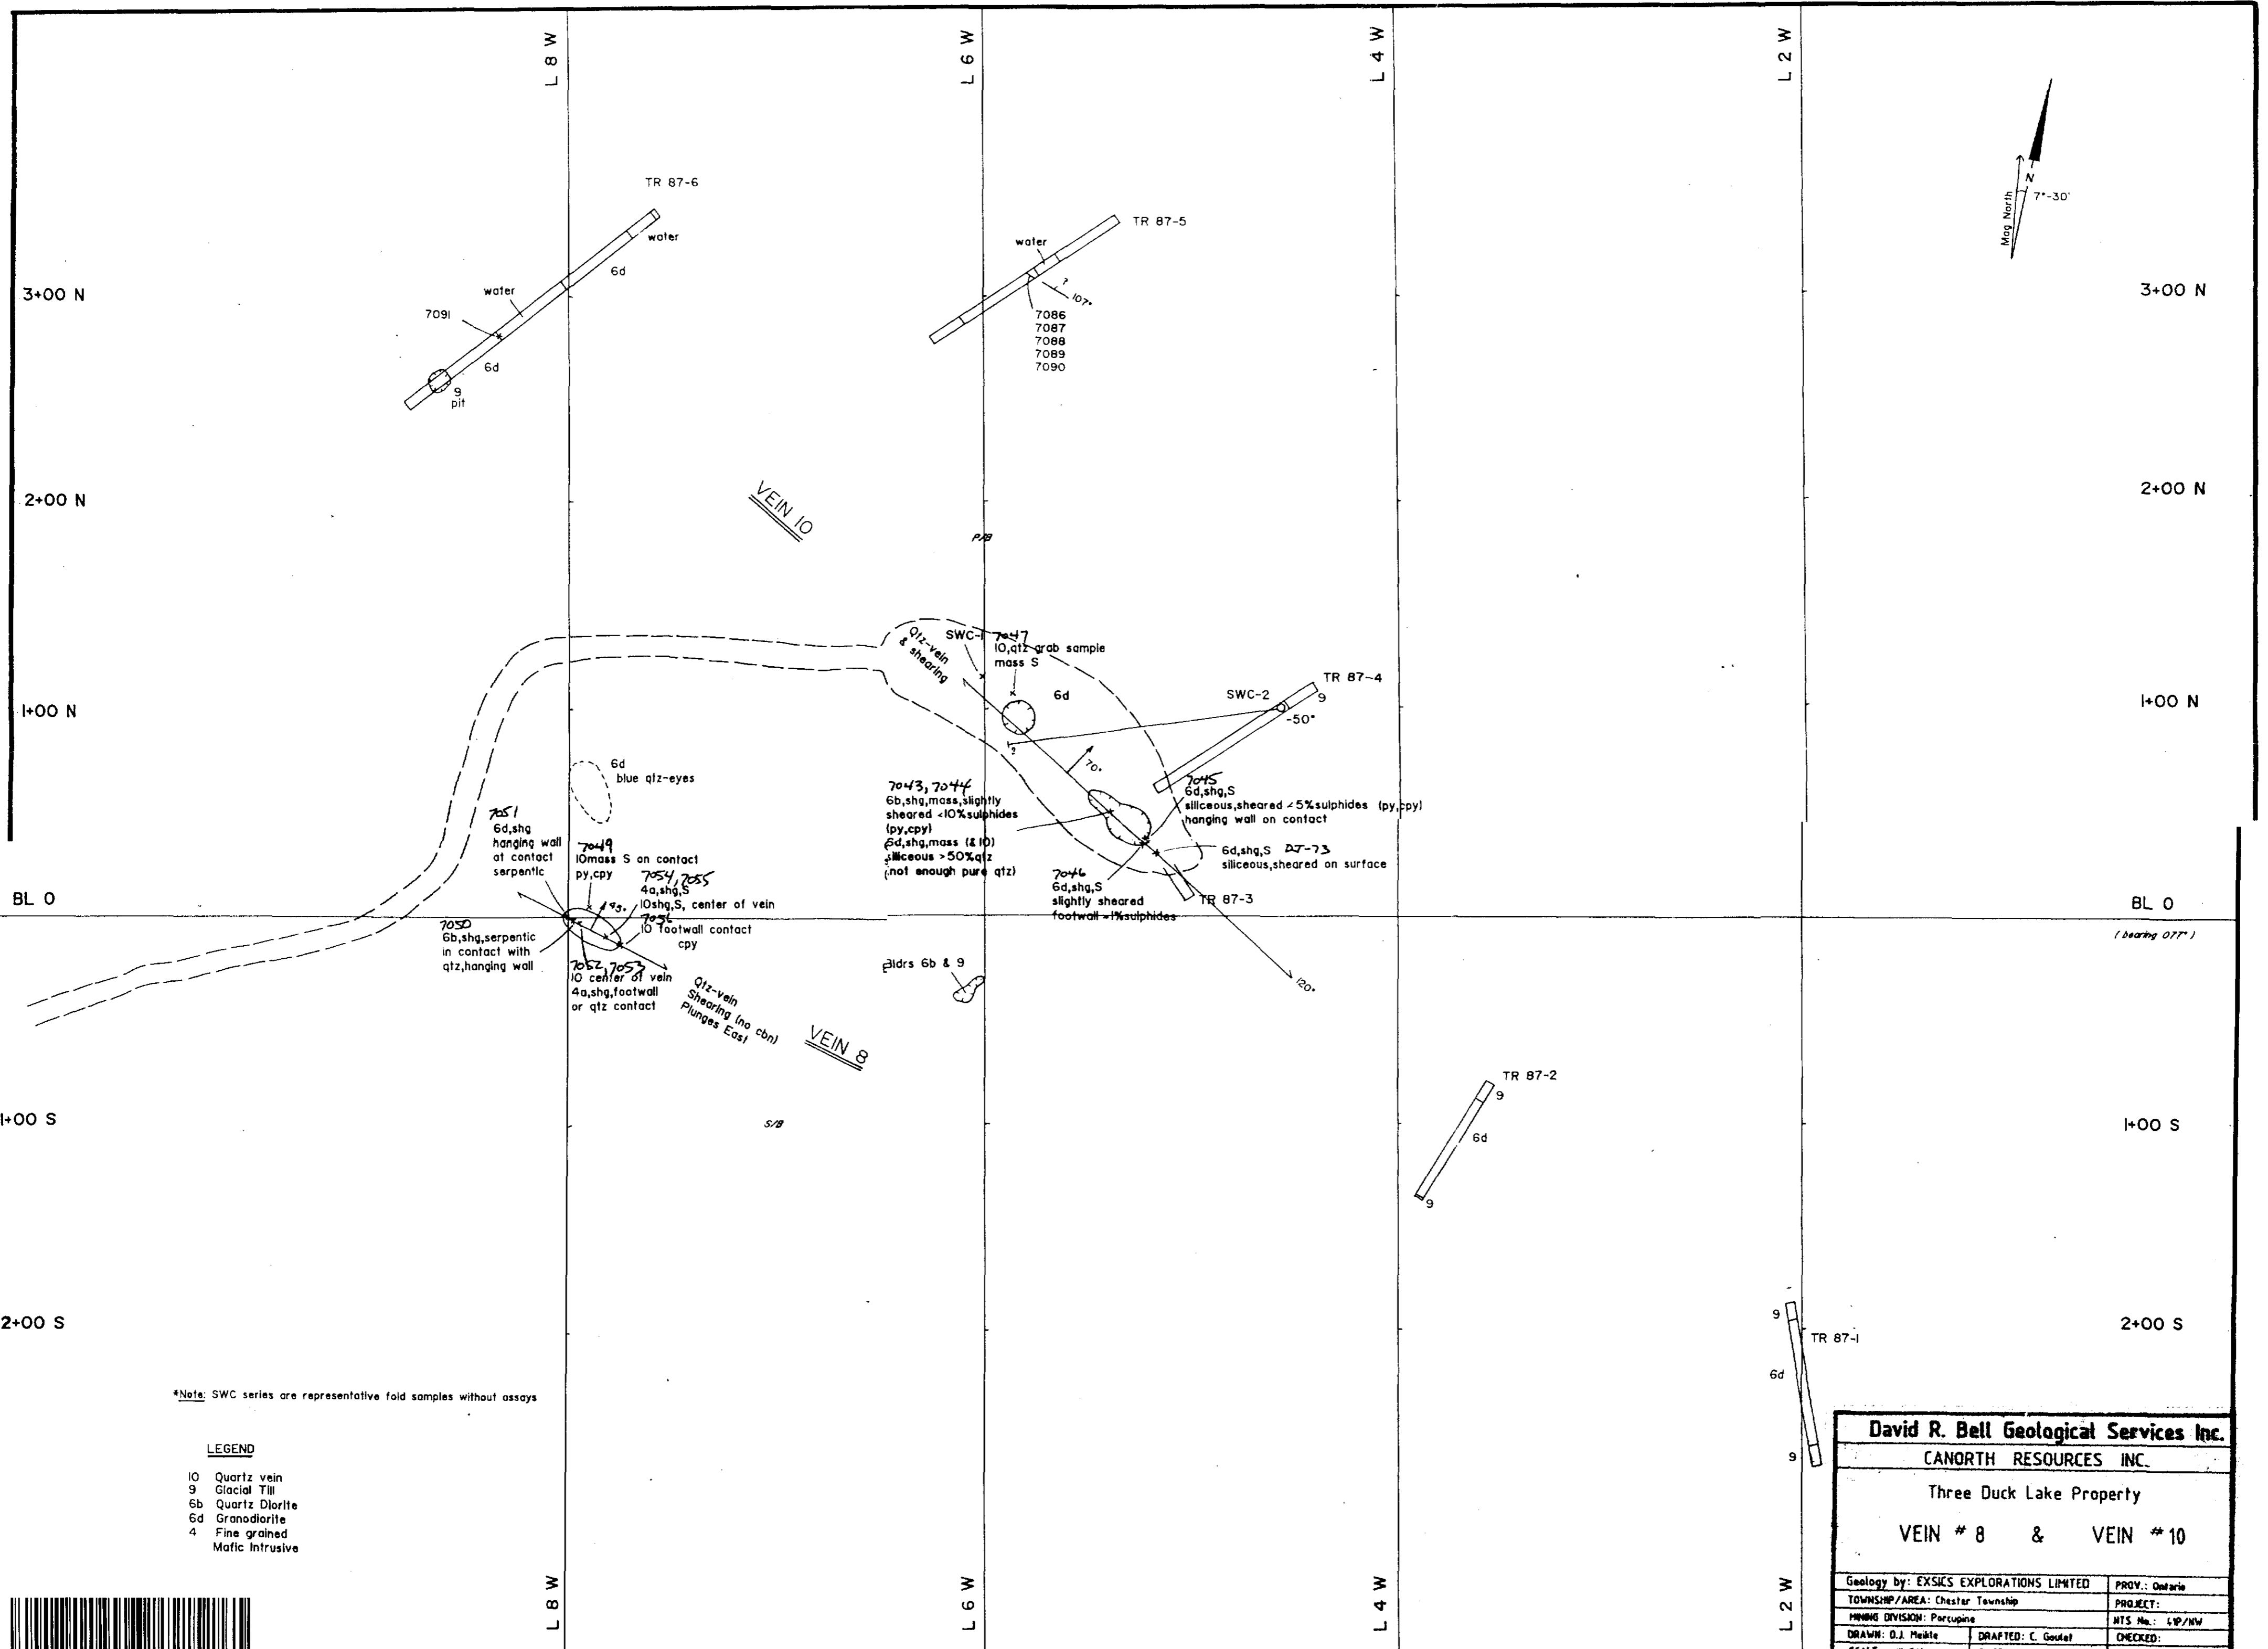 L 8 W
L 6 W
L 4 W
L 2 W
N
7°-30'
Mag North
TR 87-6
water
6d
water
7091
6d
9
pit
TR 87-5
water
?
107°
7086
7087
7088
7089
7090
3+00 N
3+00 N
2+00 N
2+00 N
VEIN 10
P/B
Qtz-vein
& shearing
SWC-1 7047
10,qtz grab sample
mass S
6d
SWC-2
TR 87-4
9
-50°
1+00 N
1+00 N
70°
6d
blue qtz-eyes
7043, 7044
6b,shg,mass,slightly
sheared <10%sulphides
(py,cpy)
6d,shg,mass (& 10)
siliceous >50%qtz
(not enough pure qtz)
7045
6d,shg,S
siliceous,sheared <5%sulphides (py,cpy)
hanging wall on contact
6d,shg,S DJ-73
siliceous,sheared on surface
7046
6d,shg,S
slightly sheared
footwall ~1%sulphides
TR 87-3
120°
7051
6d,shg
hanging wall
at contact
serpentic
7049
10mass S on contact
py,cpy
7054, 7055
4a,shg,S
10shg,S, center of vein
7056
10 footwall contact
cpy
BL 0
BL 0
( bearing 077° )
7050
6b,shg,serpentic
in contact with
qtz,hanging wall
7052, 7053
10 center of vein
4a,shg,footwall
or qtz contact
Qtz-vein
Shearing (no cbn)
Plunges East
VEIN 8
Bldrs 6b & 9
S/B
1+00 S
1+00 S
TR 87-2
9
6d
9
2+00 S
2+00 S
9
TR 87-1
6d
9
*Note: SWC series are representative fold samples without assays
LEGEND
10 Quartz vein
9 Glacial Till
6b Quartz Diorite
6d Granodiorite
4 Fine grained
Mafic Intrusive
L 8 W
L 6 W
L 4 W
L 2 W
David R. Bell Geological Services Inc.
CANORTH RESOURCES INC.
Three Duck Lake Property
VEIN # 8 & VEIN # 10
Geology by: EXSICS EXPLORATIONS LIMITED
PROV.: Ontario
TOWNSHIP/AREA: Chester Township
PROJECT:
MINING DIVISION: Porcupine
NTS No.: 41P/NW
DRAWN: D.J. Meikle
DRAFTED: C. Goulet
CHECKED: